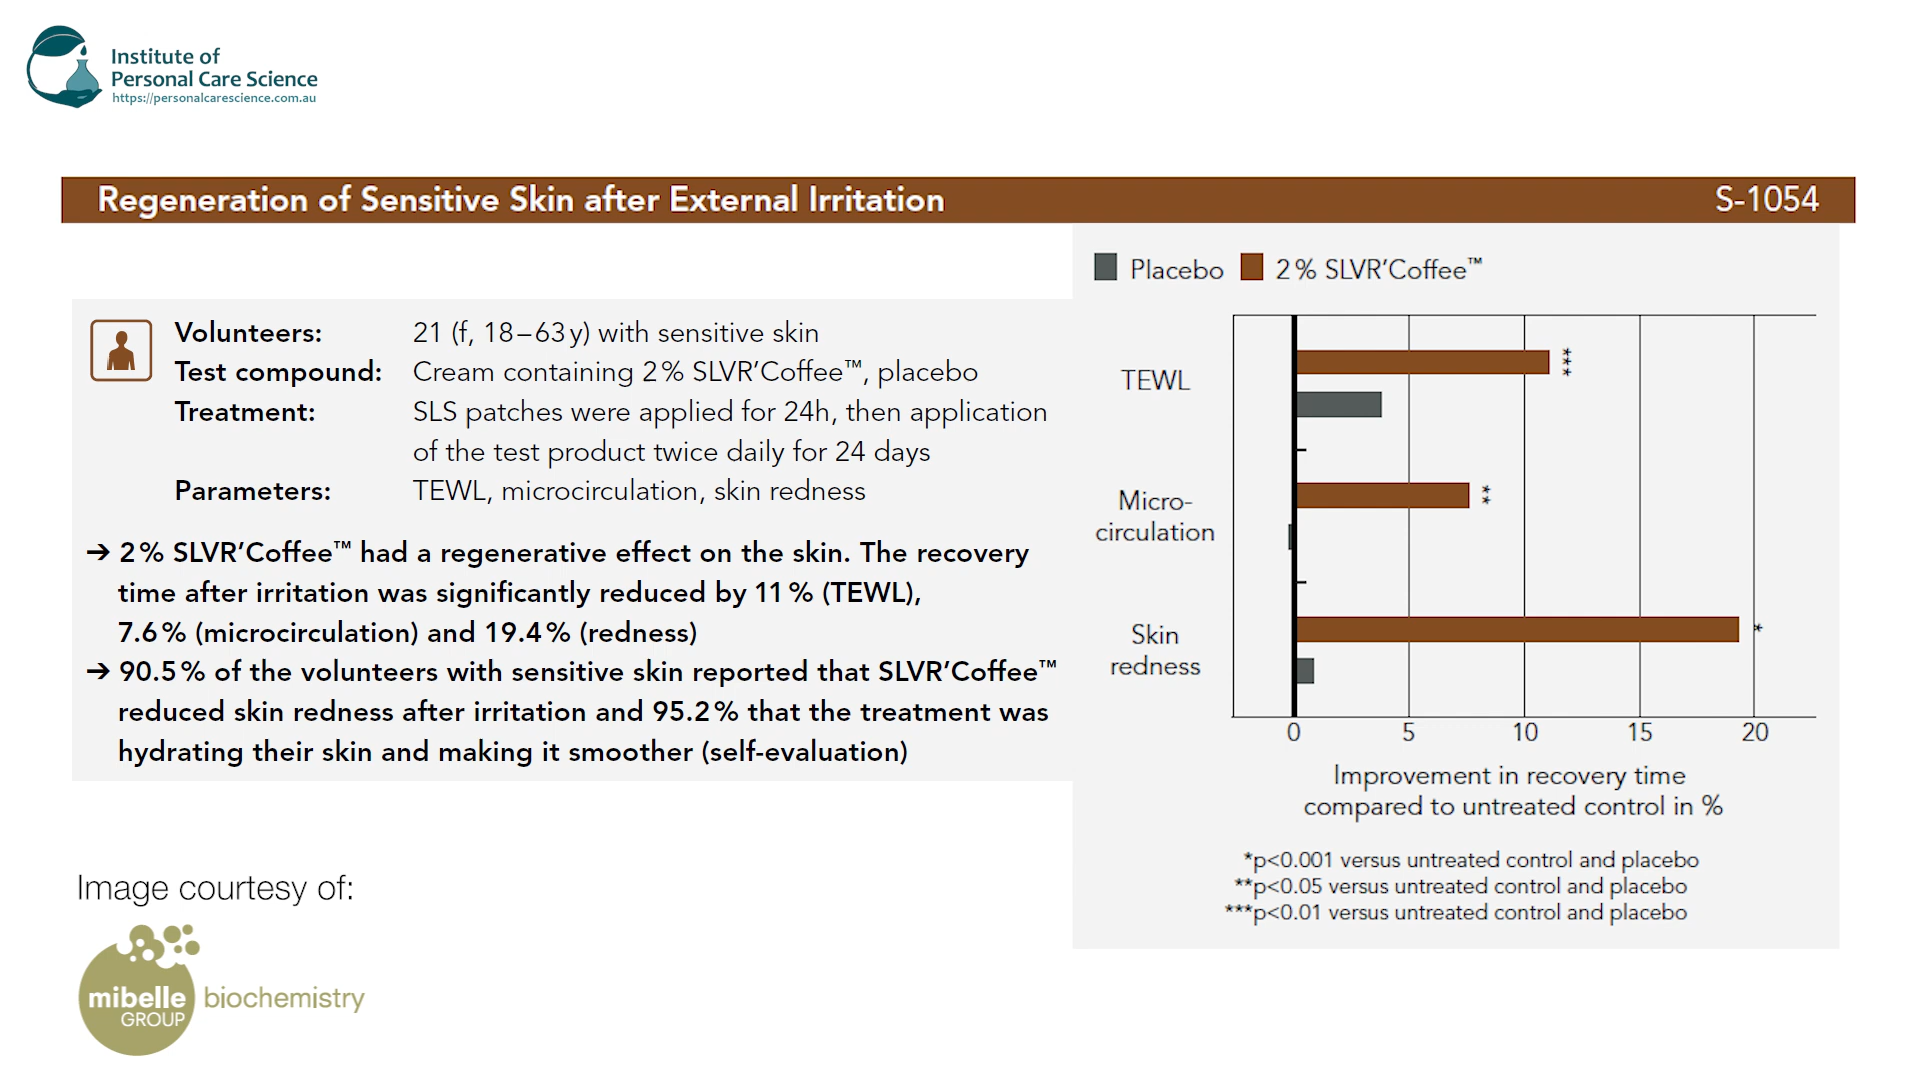 Institute of
Personal Care Science
https://personalcarescience.com.au
Regeneration of Sensitive Skin after External Irritation S-1054
Volunteers: 21 (f, 18–63 y) with sensitive skin
Test compound: Cream containing 2 % SLVR’Coffee™, placebo
Treatment: SLS patches were applied for 24h, then application
of the test product twice daily for 24 days
Parameters: TEWL, microcirculation, skin redness
➔ 2 % SLVR’Coffee™ had a regenerative effect on the skin. The recovery
time after irritation was significantly reduced by 11 % (TEWL),
7.6 % (microcirculation) and 19.4 % (redness)
➔ 90.5 % of the volunteers with sensitive skin reported that SLVR’Coffee™
reduced skin redness after irritation and 95.2 % that the treatment was
hydrating their skin and making it smoother (self-evaluation)
Placebo 2 % SLVR’Coffee™
TEWL ***
Micro-
circulation **
Skin
redness *
0 5 10 15 20
Improvement in recovery time
compared to untreated control in %
*p<0.001 versus untreated control and placebo
**p<0.05 versus untreated control and placebo
***p<0.01 versus untreated control and placebo
Image courtesy of:
mibelle biochemistry
GROUP